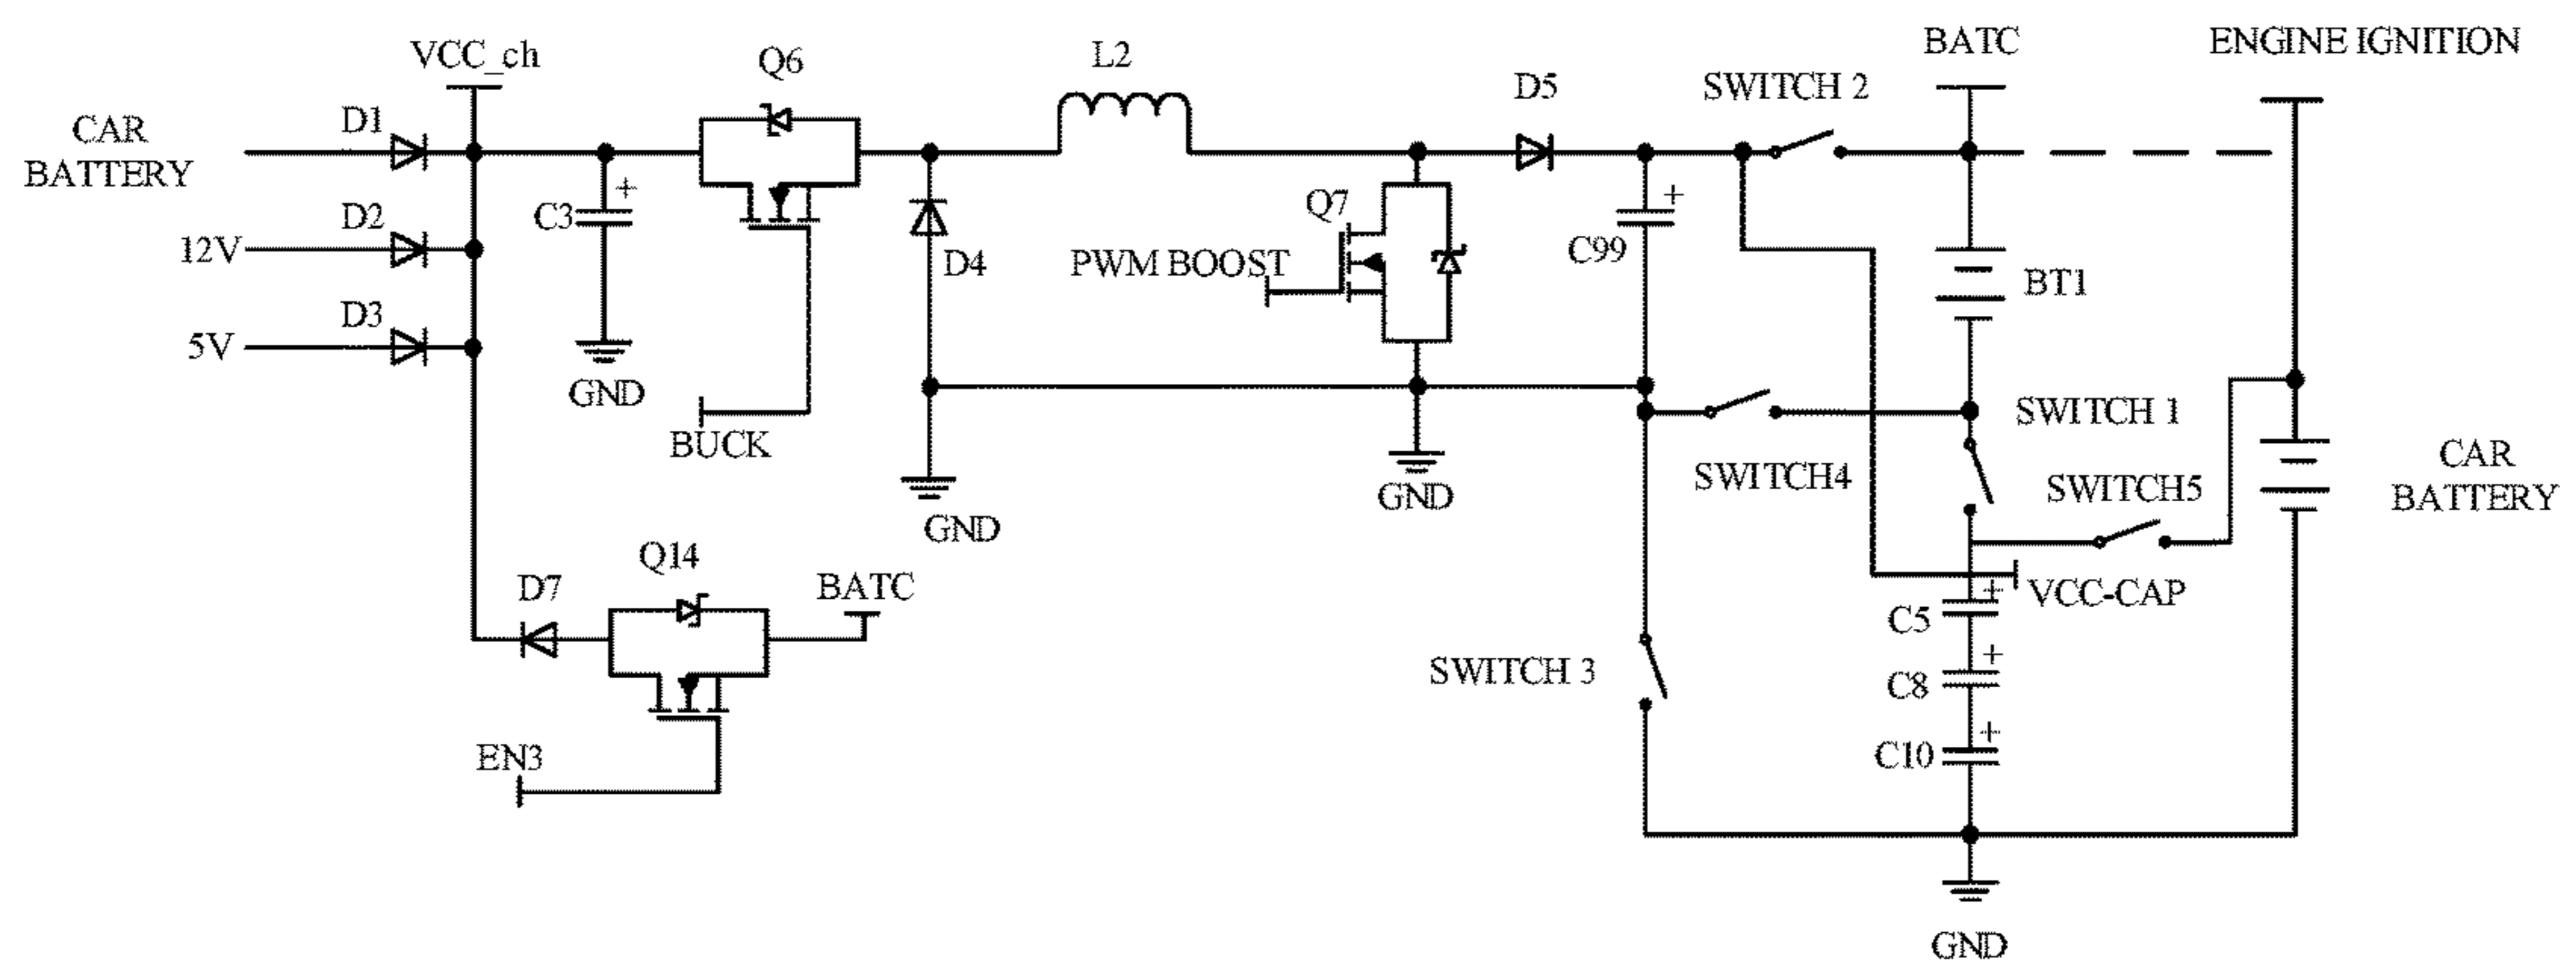 VCC_ch
Q6
L2
D5
SWITCH 2
BATC
ENGINE IGNITION
CAR
BATTERY
D1
12V
D2
C3
+
5V
D3
GND
BUCK
D4
GND
PWM BOOST
Q7
GND
+
C99
BT1
SWITCH 1
SWITCH4
SWITCH5
CAR
BATTERY
Q14
D7
BATC
EN3
SWITCH 3
VCC-CAP
+
C5
+
C8
+
C10
GND